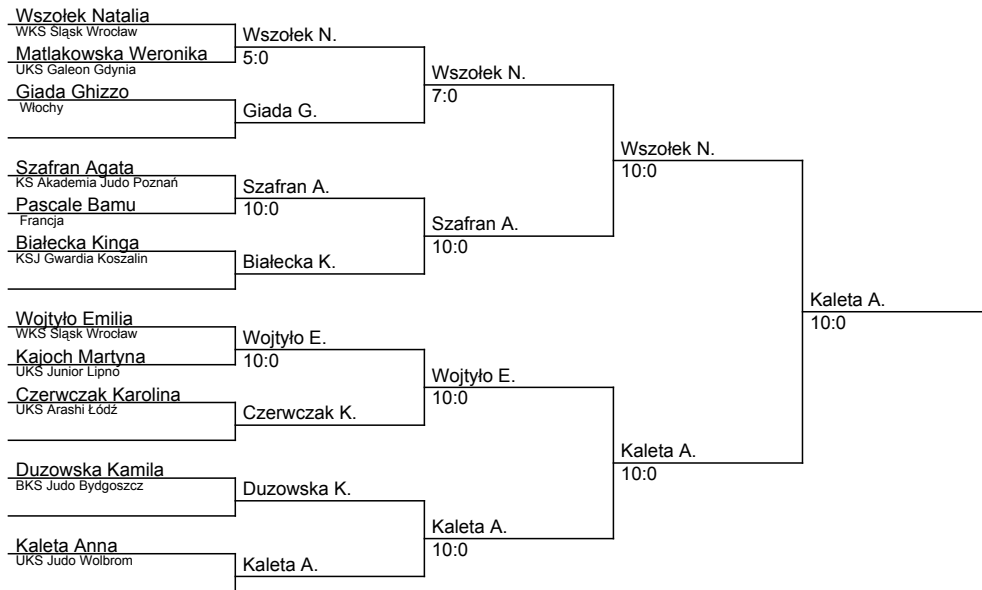 Wszołek Natalia
WKS Śląsk Wrocław
Matlakowska Weronika
UKS Galeon Gdynia
Giada Ghizzo
Włochy
Szafran Agata
KS Akademia Judo Poznań
Pascale Bamu
Francja
Białecka Kinga
KSJ Gwardia Koszalin
Wojtyło Emilia
WKS Śląsk Wrocław
Kajoch Martyna
UKS Junior Lipno
Czerwczak Karolina
UKS Arashi Łódź
Duzowska Kamila
BKS Judo Bydgoszcz
Kaleta Anna
UKS Judo Wolbrom
Wszołek N.
5:0
Giada G.
Szafran A.
10:0
Białecka K.
Wojtyło E.
10:0
Czerwczak K.
Duzowska K.
Kaleta A.
Wszołek N.
7:0
Szafran A.
10:0
Wojtyło E.
10:0
Kaleta A.
10:0
Wszołek N.
10:0
Kaleta A.
10:0
Kaleta A.
10:0